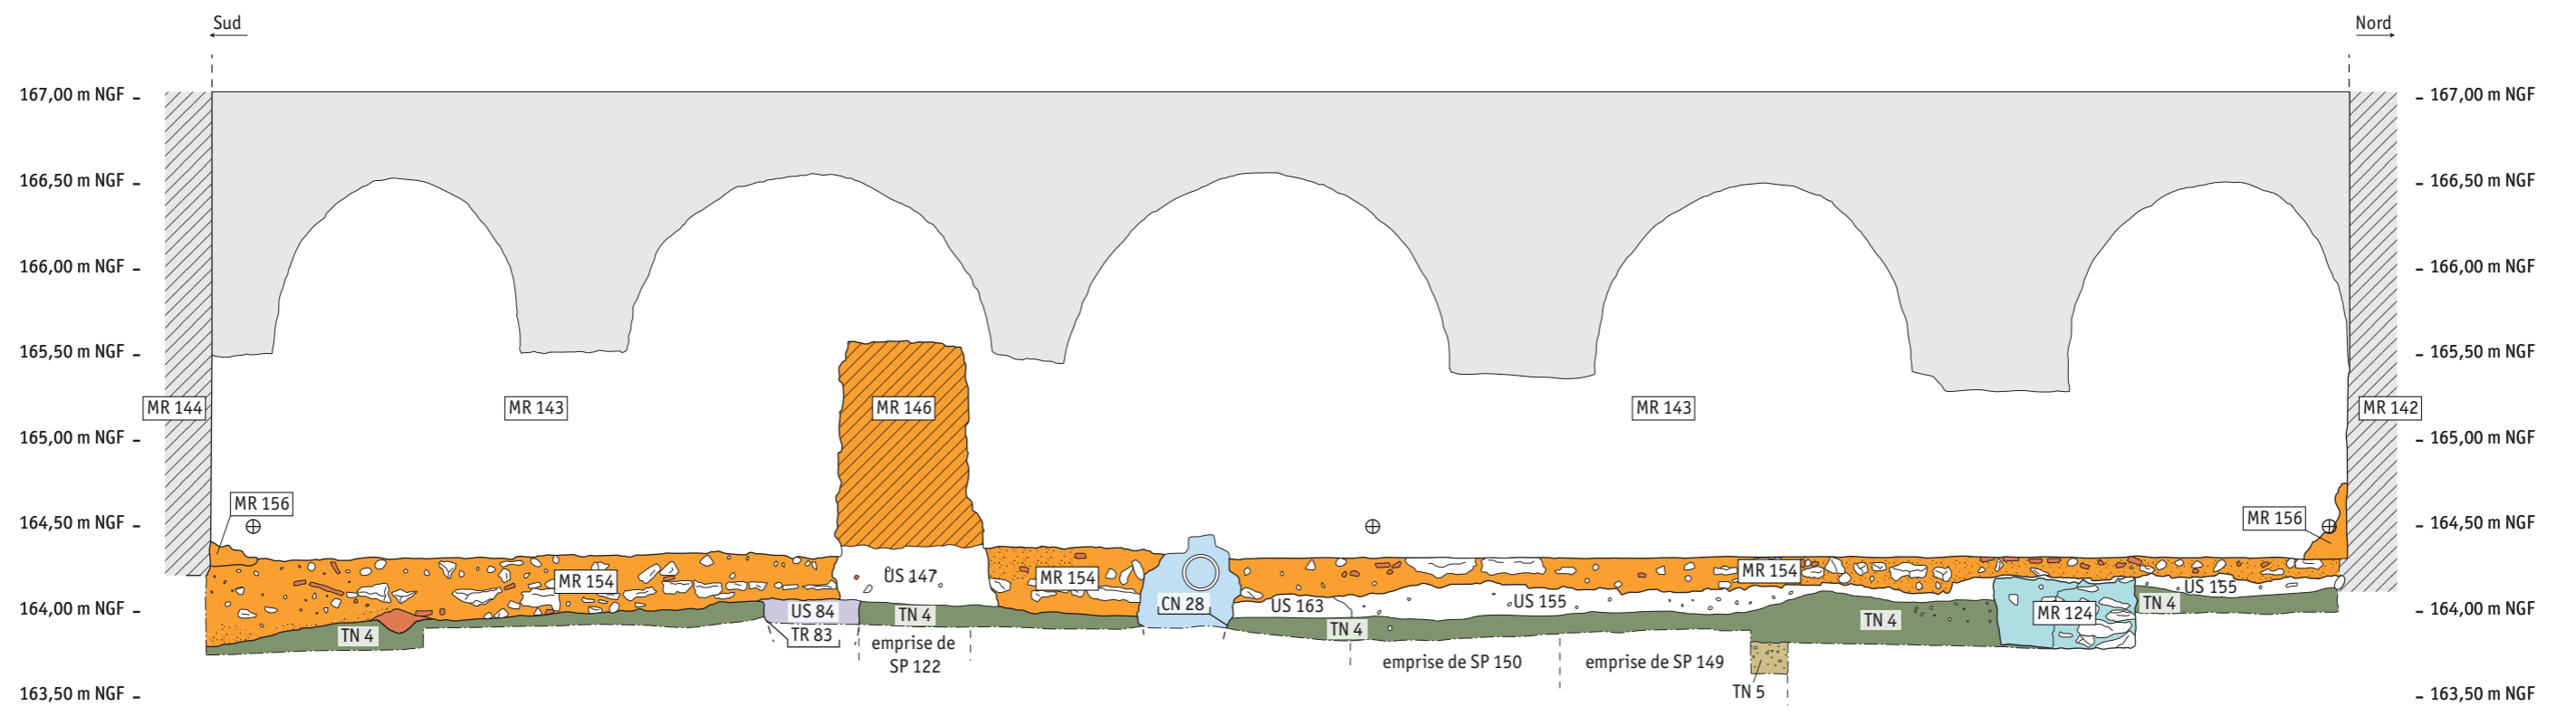 Sud
Nord
167,00 m NGF
167,00 m NGF
166,50 m NGF
166,50 m NGF
166,00 m NGF
166,00 m NGF
165,50 m NGF
165,50 m NGF
MR 144
MR 143
MR 146
MR 143
MR 142
165,00 m NGF
165,00 m NGF
MR 156
164,50 m NGF
MR 156
164,50 m NGF
MR 154
US 147
MR 154
MR 154
US 155
164,00 m NGF
US 84
TN 4
CN 28
US 163
US 155
TN 4
MR 124
TN 4
164,00 m NGF
TN 4
TR 83
TN 4
emprise de
SP 122
emprise de SP 150
emprise de SP 149
TN 5
163,50 m NGF
163,50 m NGF